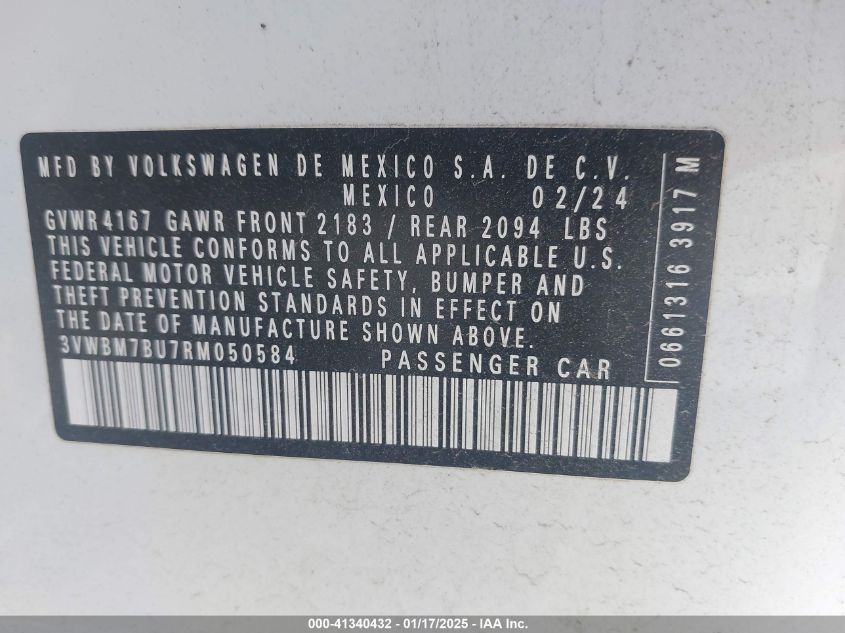 MFD BY VOLKSWAGEN DE MEXICO S.A. DE C.V.
MEXICO 02/24
GVWR4167 GAWR FRONT 2183 / REAR 2094 LBS
THIS VEHICLE CONFORMS TO ALL APPLICABLE U.S.
FEDERAL MOTOR VEHICLE SAFETY, BUMPER AND
THEFT PREVENTION STANDARDS IN EFFECT ON
THE DATE OF MANUFACTURE SHOWN ABOVE.
3VWBM7BU7RM050584 PASSENGER CAR
0661316 3917 M
000-41340432 - 01/17/2025 - IAA Inc.